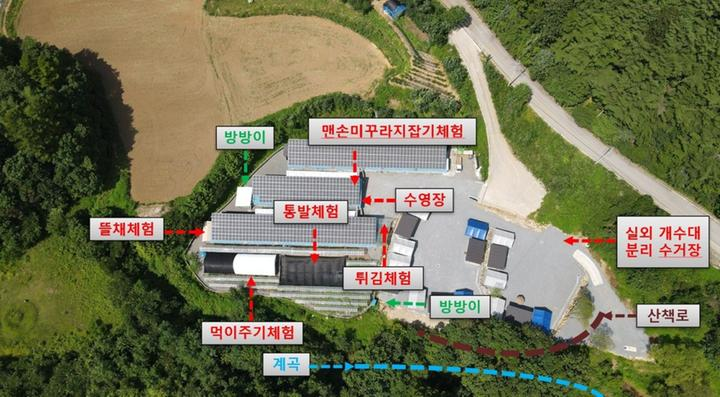 맨손미꾸라지잡기체험
방방이
수영장
통발체험
뜰채체험
실외 개수대
분리 수거장
튀김체험
방방이
산책로
먹이주기체험
계곡